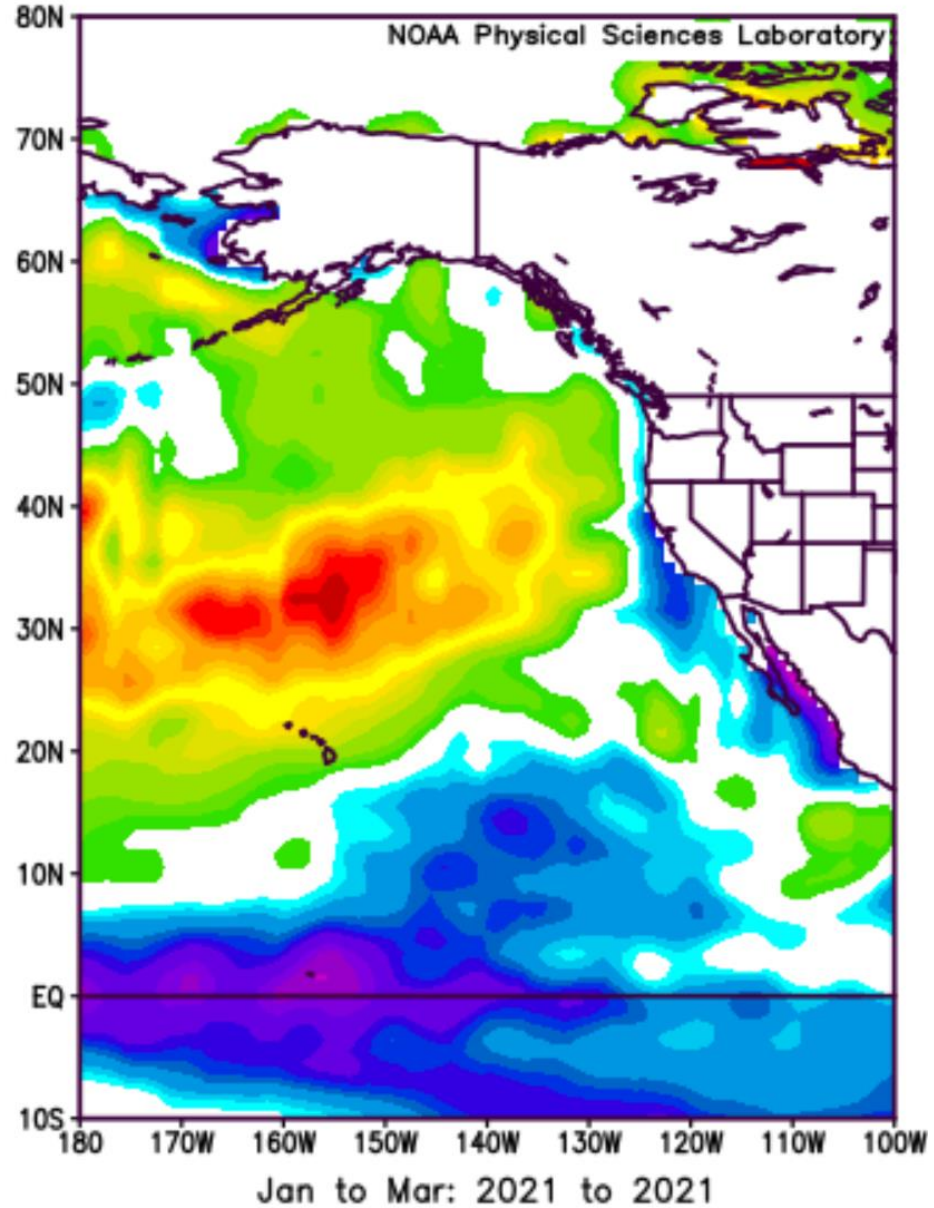 80N
NOAA Physical Sciences Laboratory
70N
60N
50N
40N
30N
20N
10N
EQ
10S
180 170W 160W 150W 140W 130W 120W 110W 100W
Jan to Mar: 2021 to 2021